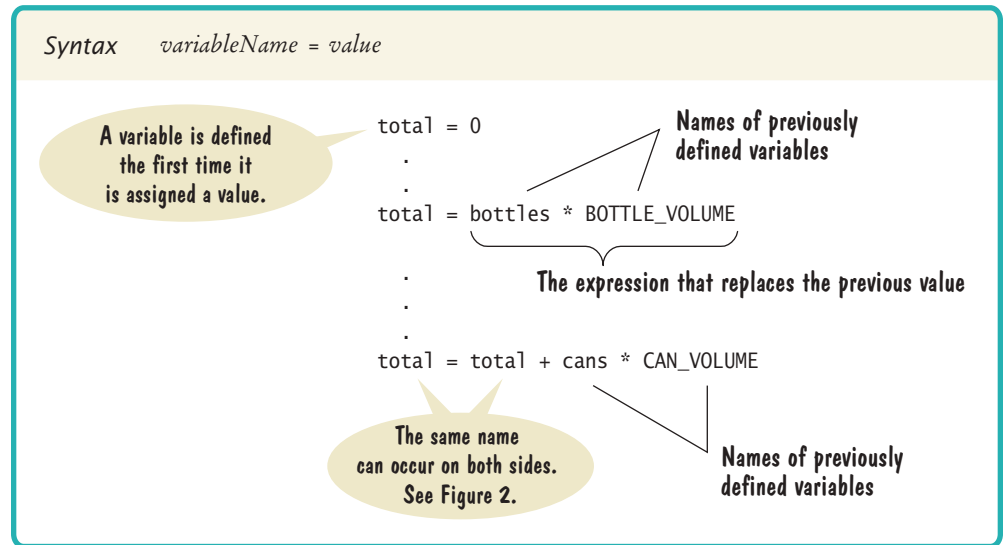 Syntax variableName = value
A variable is defined
the first time it
is assigned a value.
total = 0
.
.
Names of previously
defined variables
total = bottles * BOTTLE_VOLUME
The expression that replaces the previous value
.
.
.
total = total + cans * CAN_VOLUME
The same name
can occur on both sides.
See Figure 2.
Names of previously
defined variables